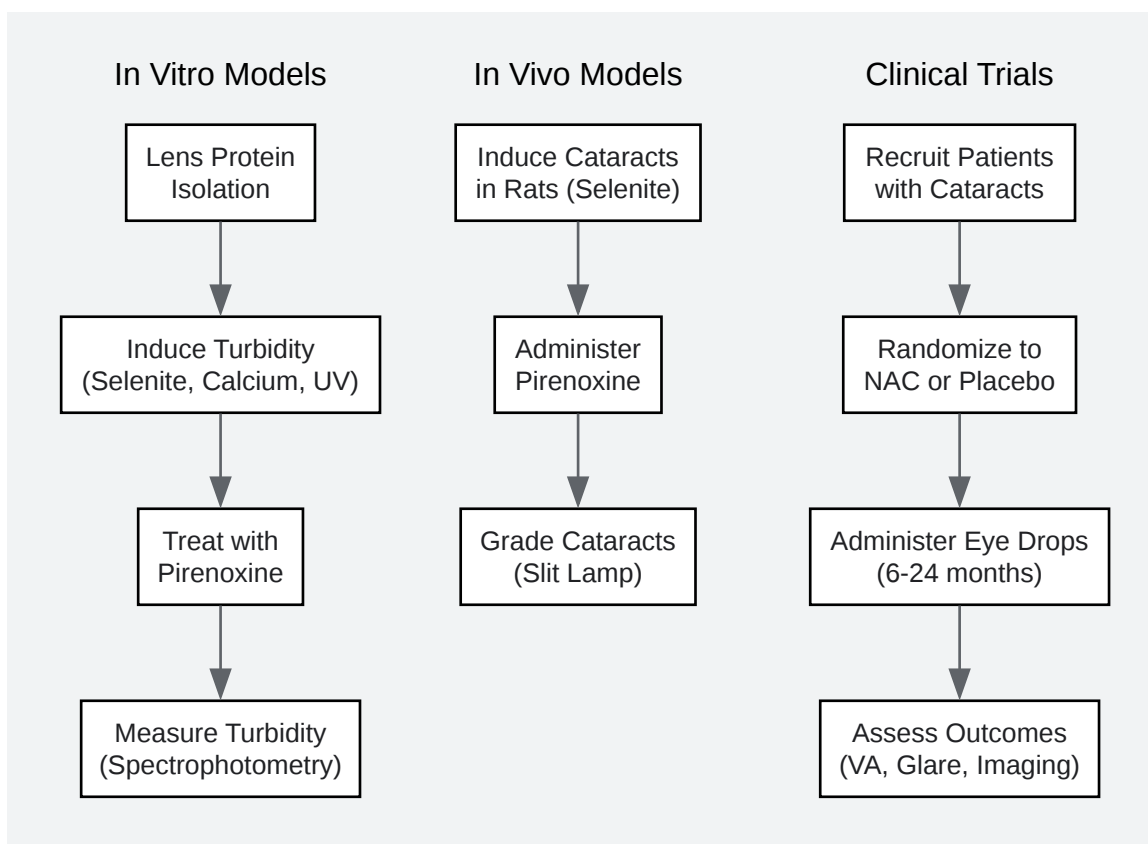 In Vitro Models
Lens Protein
Isolation
Induce Turbidity
(Selenite, Calcium, UV)
Treat with
Pirenoxine
Measure Turbidity
(Spectrophotometry)
In Vivo Models
Induce Cataracts
in Rats (Selenite)
Administer
Pirenoxine
Grade Cataracts
(Slit Lamp)
Clinical Trials
Recruit Patients
with Cataracts
Randomize to
NAC or Placebo
Administer Eye Drops
(6-24 months)
Assess Outcomes
(VA, Glare, Imaging)